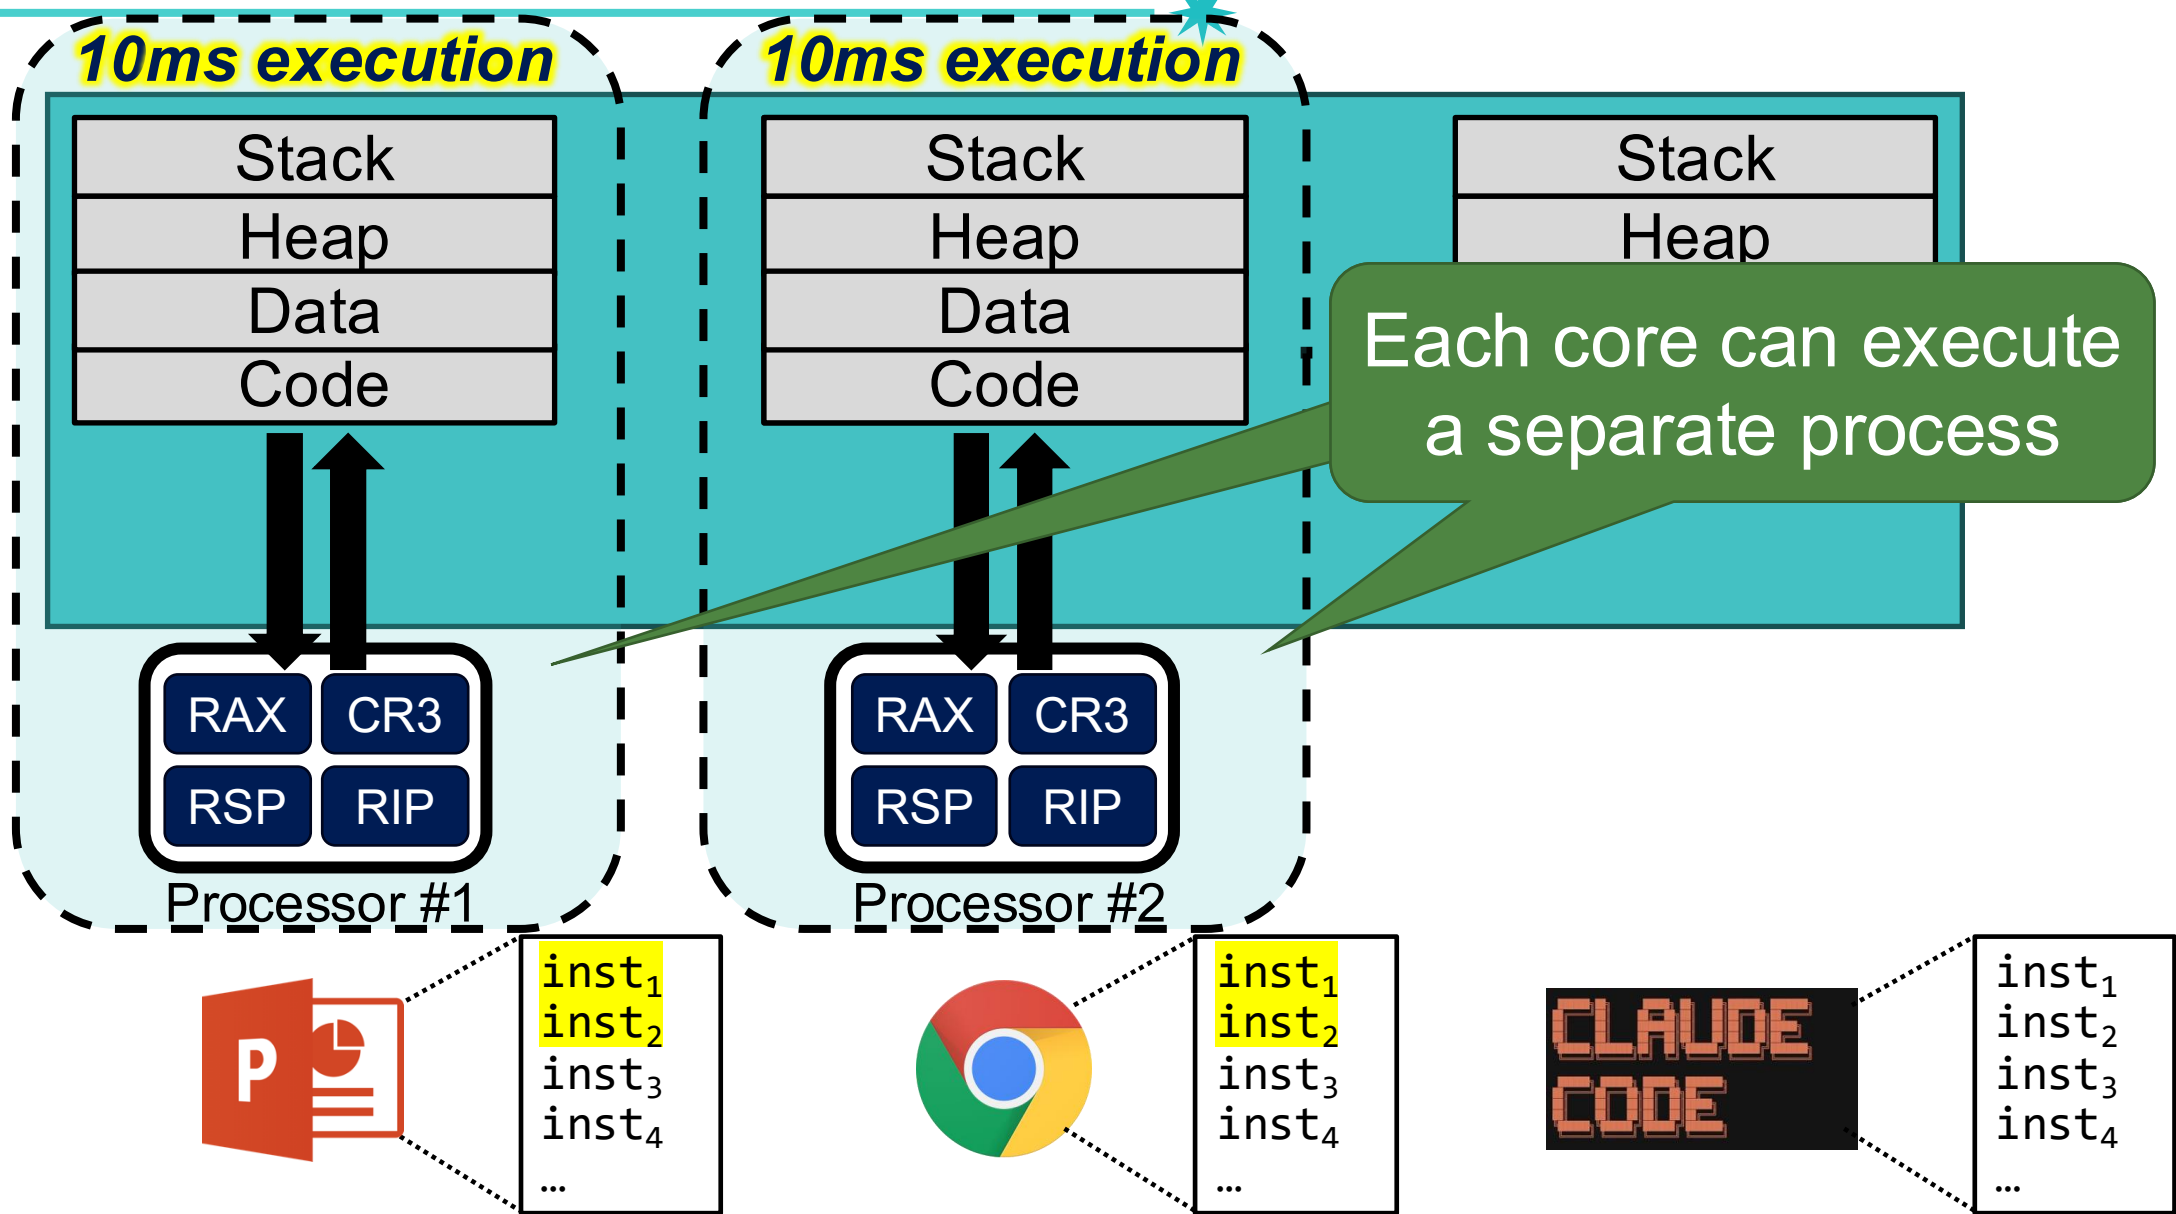 10ms execution
10ms execution
Stack
Heap
Data
Code
Stack
Heap
Data
Code
Stack
Heap
Each core can execute
a separate process
RAX CR3
RSP RIP
Processor #1
RAX CR3
RSP RIP
Processor #2
P
inst₁
inst₂
inst₃
inst₄
...
inst₁
inst₂
inst₃
inst₄
...
CLAUDE
CODE
inst₁
inst₂
inst₃
inst₄
...